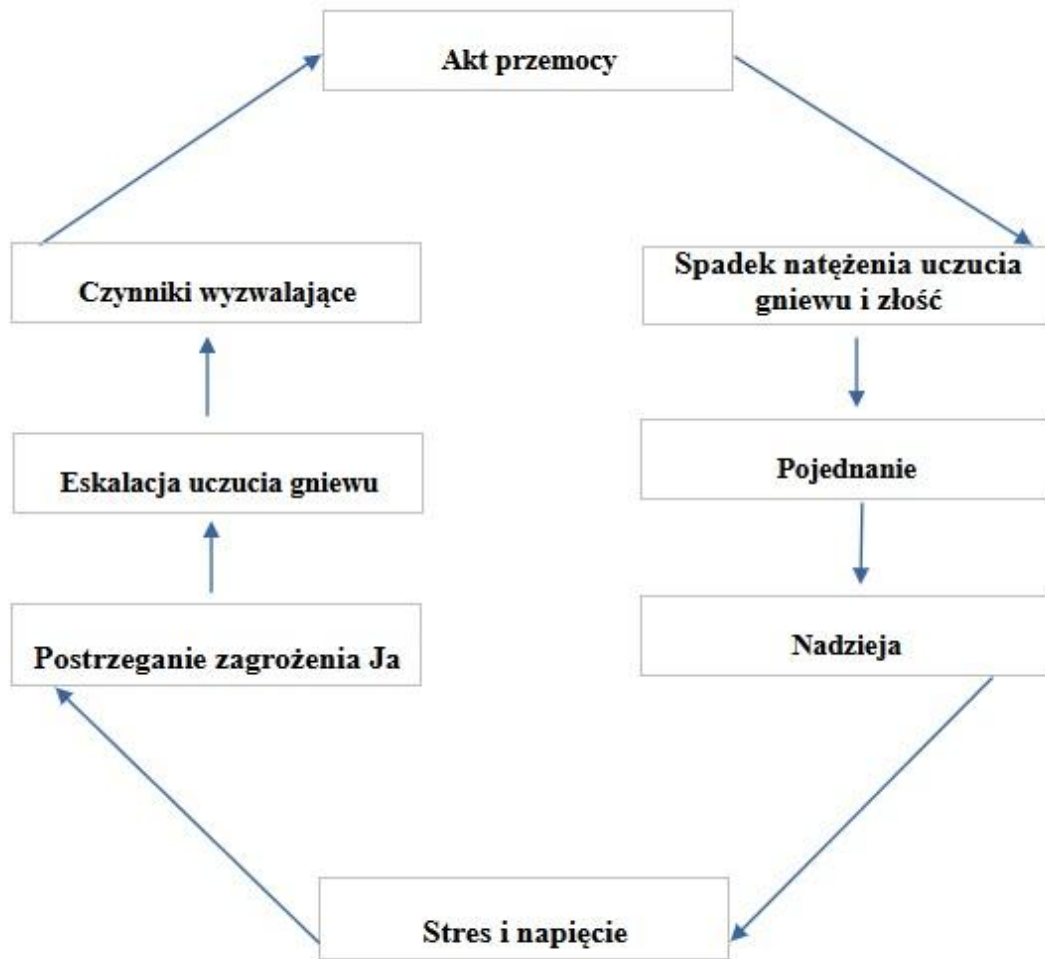 Akt przemocy
Czynniki wyzwalające
Spadek natężenia uczucia
gniewu i złość
Eskalacja uczucia gniewu
Pojednanie
Postrzeganie zagrożenia Ja
Nadzieja
Stres i napięcie